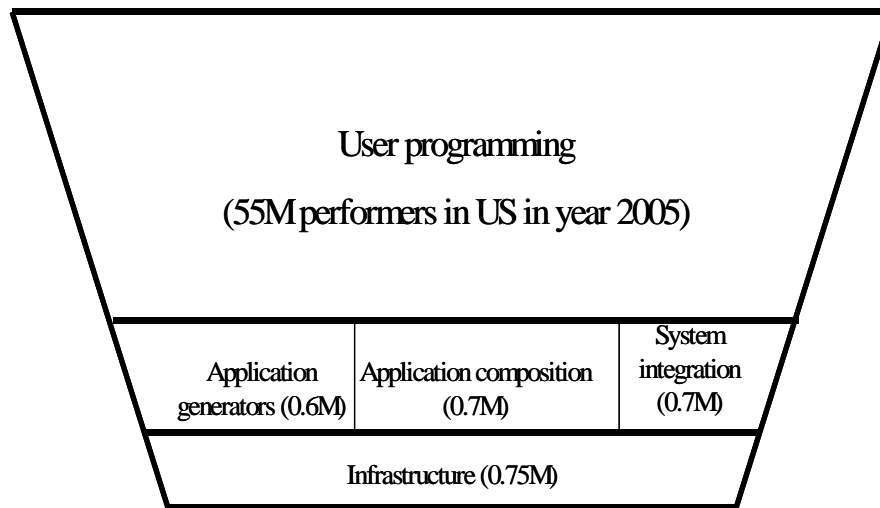 User programming
(55M performers in US in year 2005)
Application
generators (0.6M)
Application composition
(0.7M)
System
integration
(0.7M)
Infrastructure (0.75M)